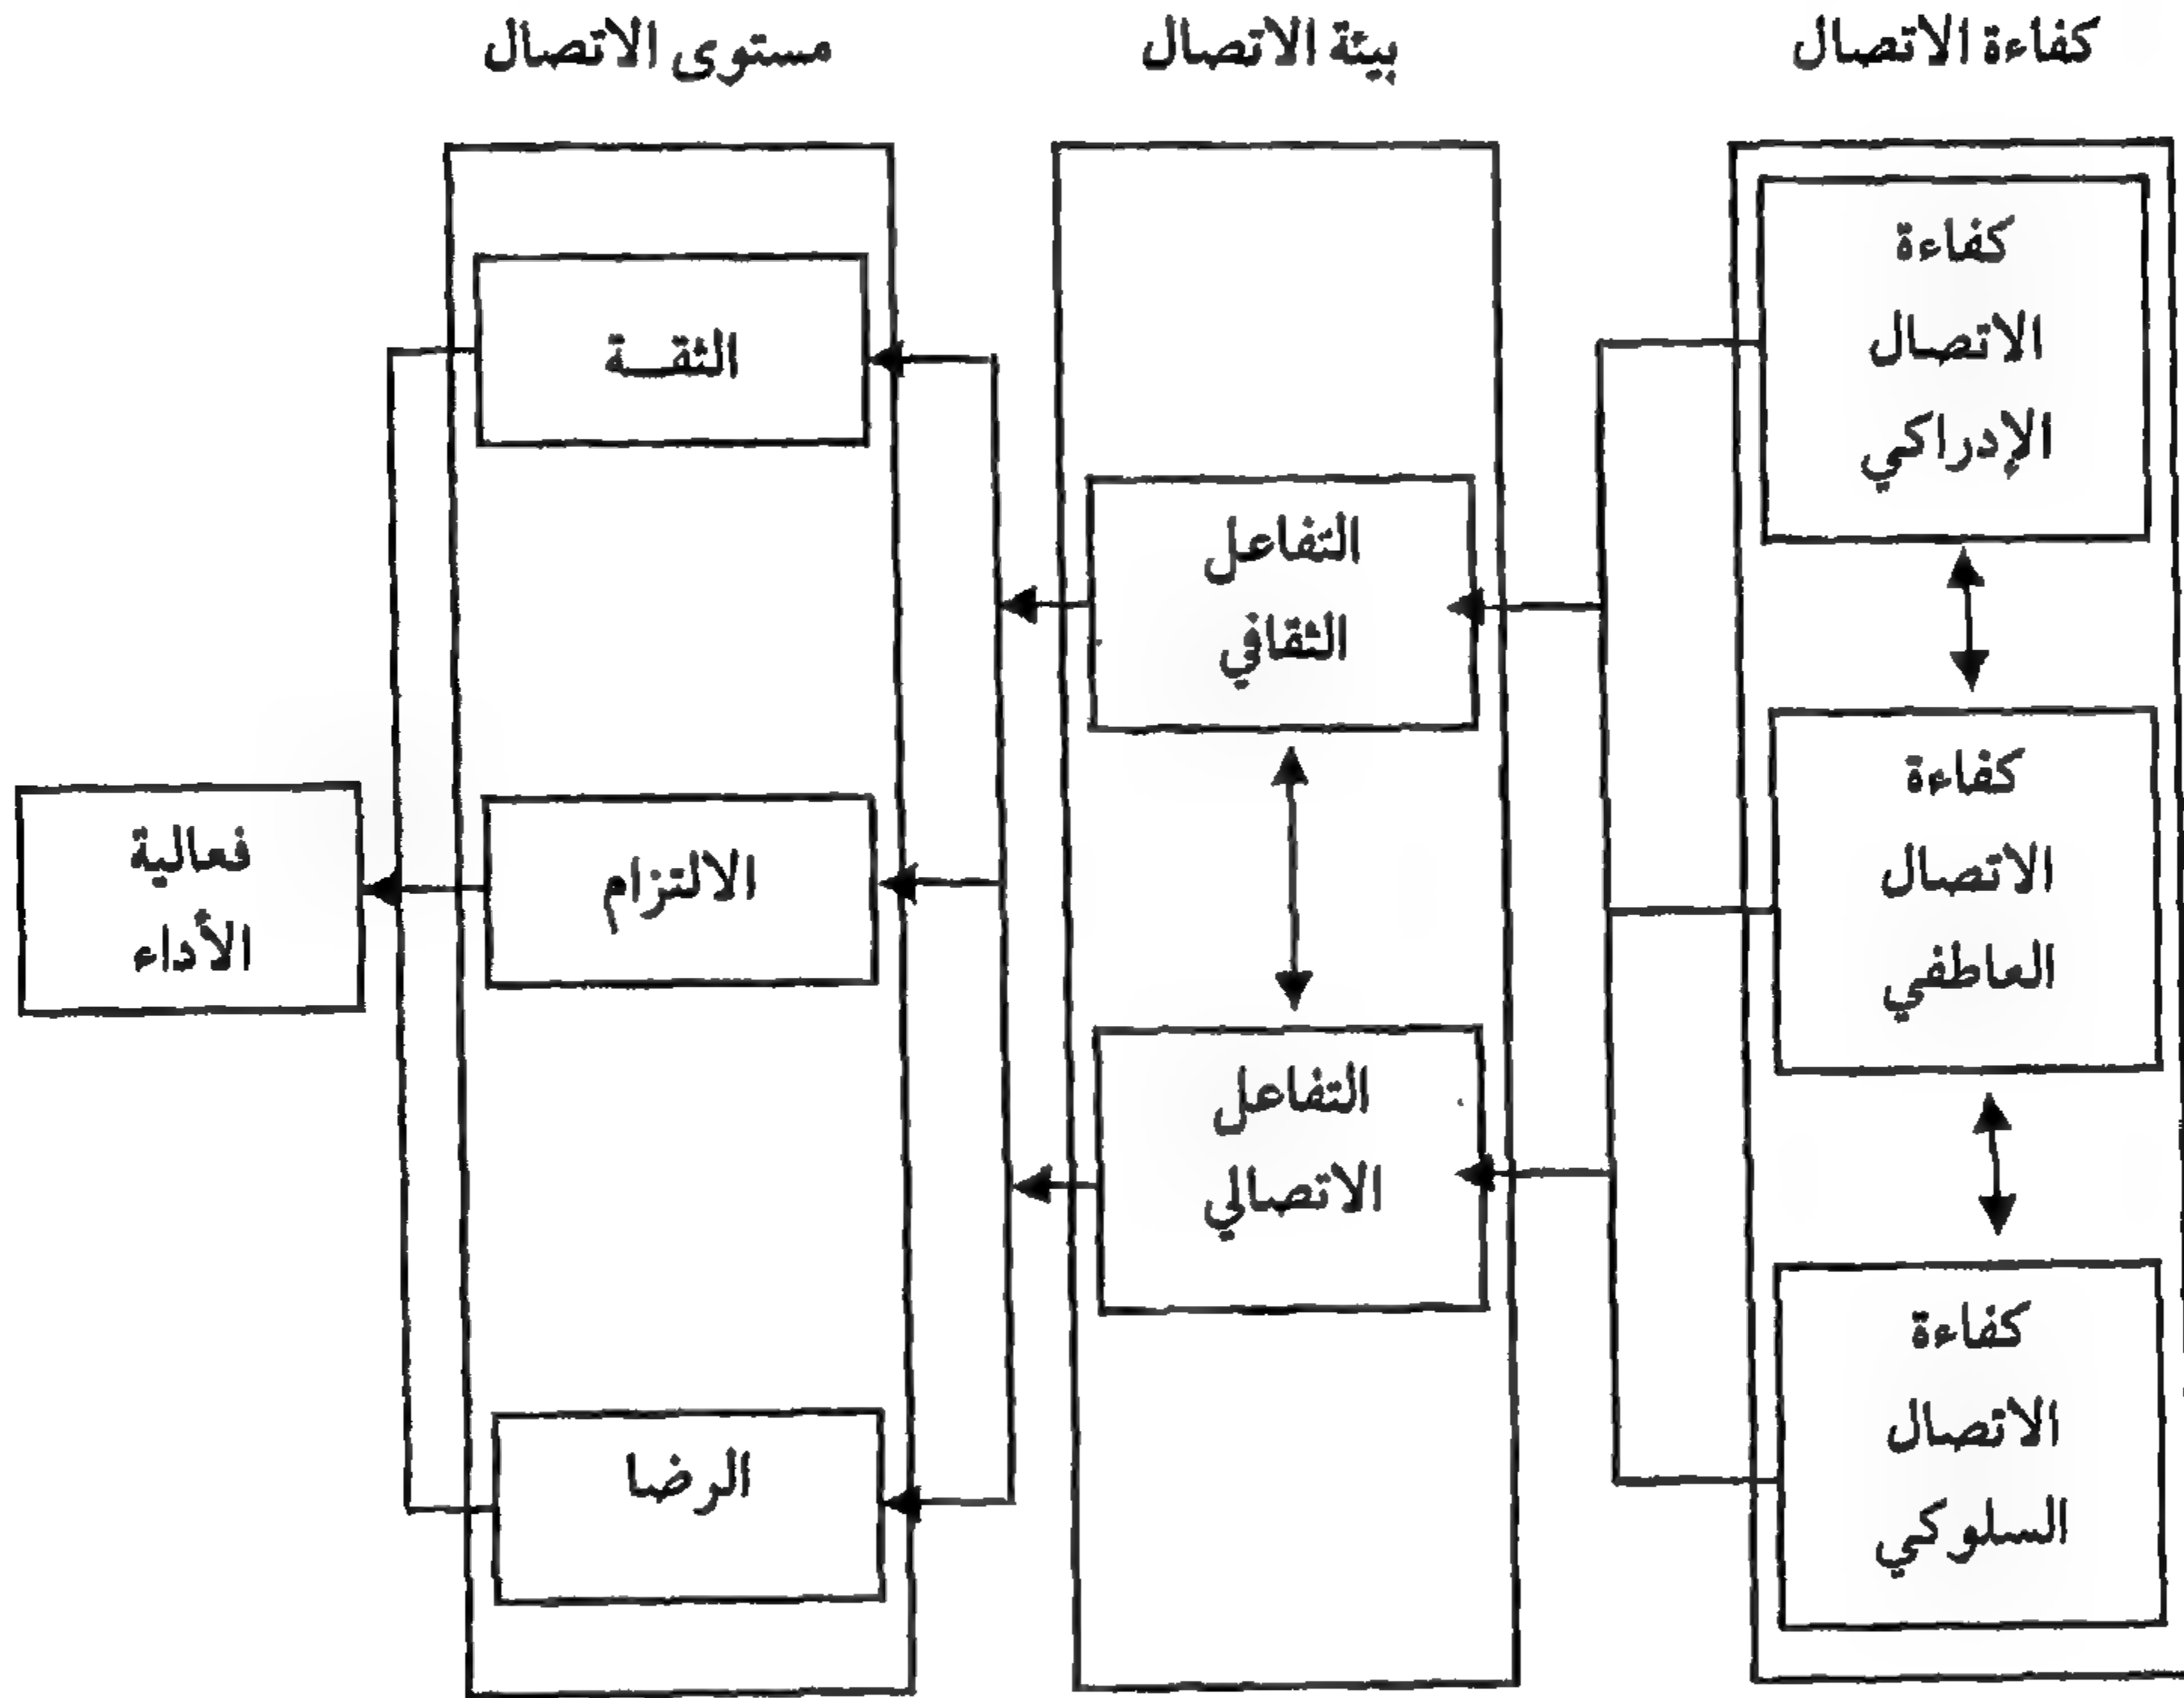 كفاءة الاتصال
بيئة الاتصال
مستوى الاتصال
كفاءة
الاتصال
الإدراكي
كفاءة
الاتصال
العاطفي
كفاءة
الاتصال
السلوكي
التفاعل
الثقافي
التفاعل
الاتصالي
الثقـة
الالتزام
الرضا
فعالية
الأداء